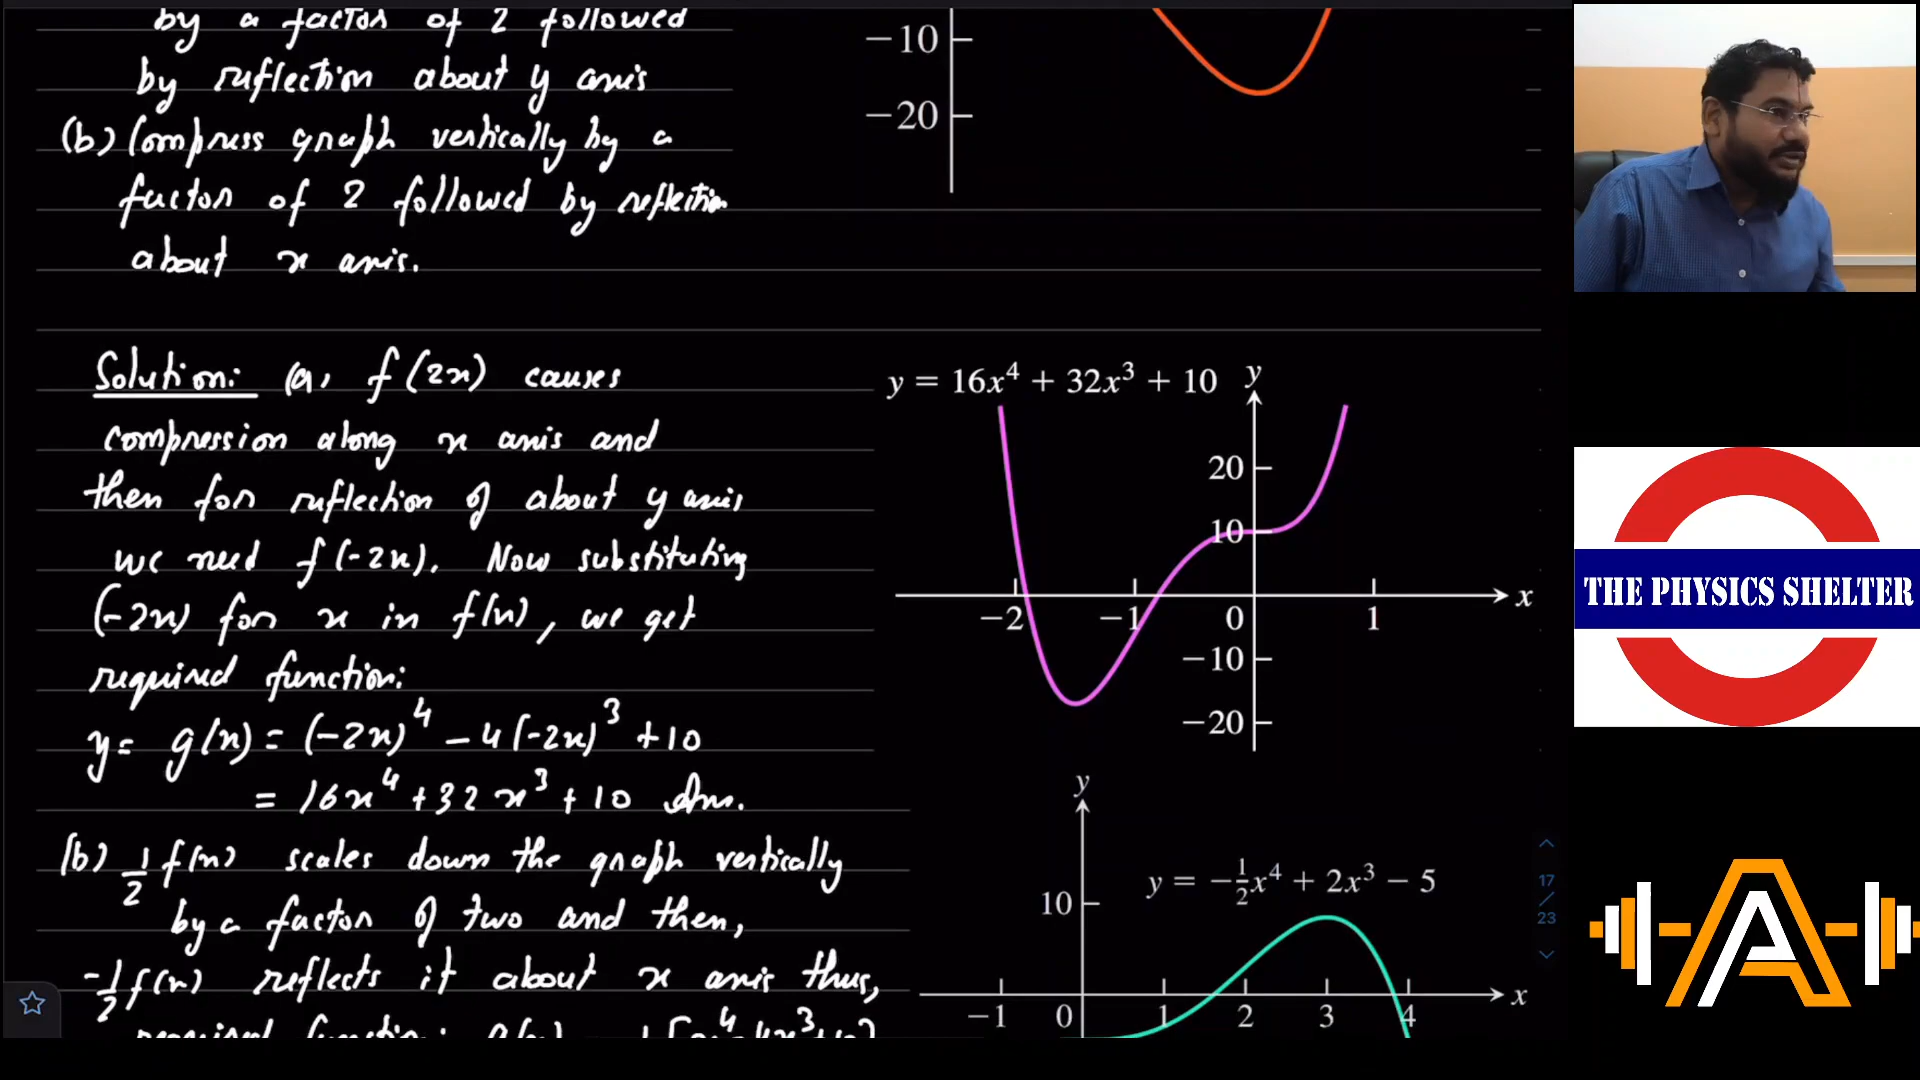 by a factor of 2 followed
by reflection about y axis
(b) Compress graph vertically by a
factor of 2 followed by reflection
about x axis.
Solution: (a) f(2x) causes
compression along x axis and
then for reflection of about y axis
we need f(-2x). Now substituting
(-2x) for x in f(x), we get
required function:
y = g(x) = (-2x)⁴ - 4(-2x)³ + 10
= 16x⁴ + 32x³ + 10 Ans.
(b) 1/2 f(x) scales down the graph vertically
by a factor of two and then,
-1/2 f(x) reflects it about x axis thus,
required function:
−10
−20
y = 16x⁴ + 32x³ + 10
y
20
10
−2
−1
0
1
x
−10
−20
y
y = −½x⁴ + 2x³ − 5
10
−1
0
1
2
3
4
x
17
/
23
THE PHYSICS SHELTER